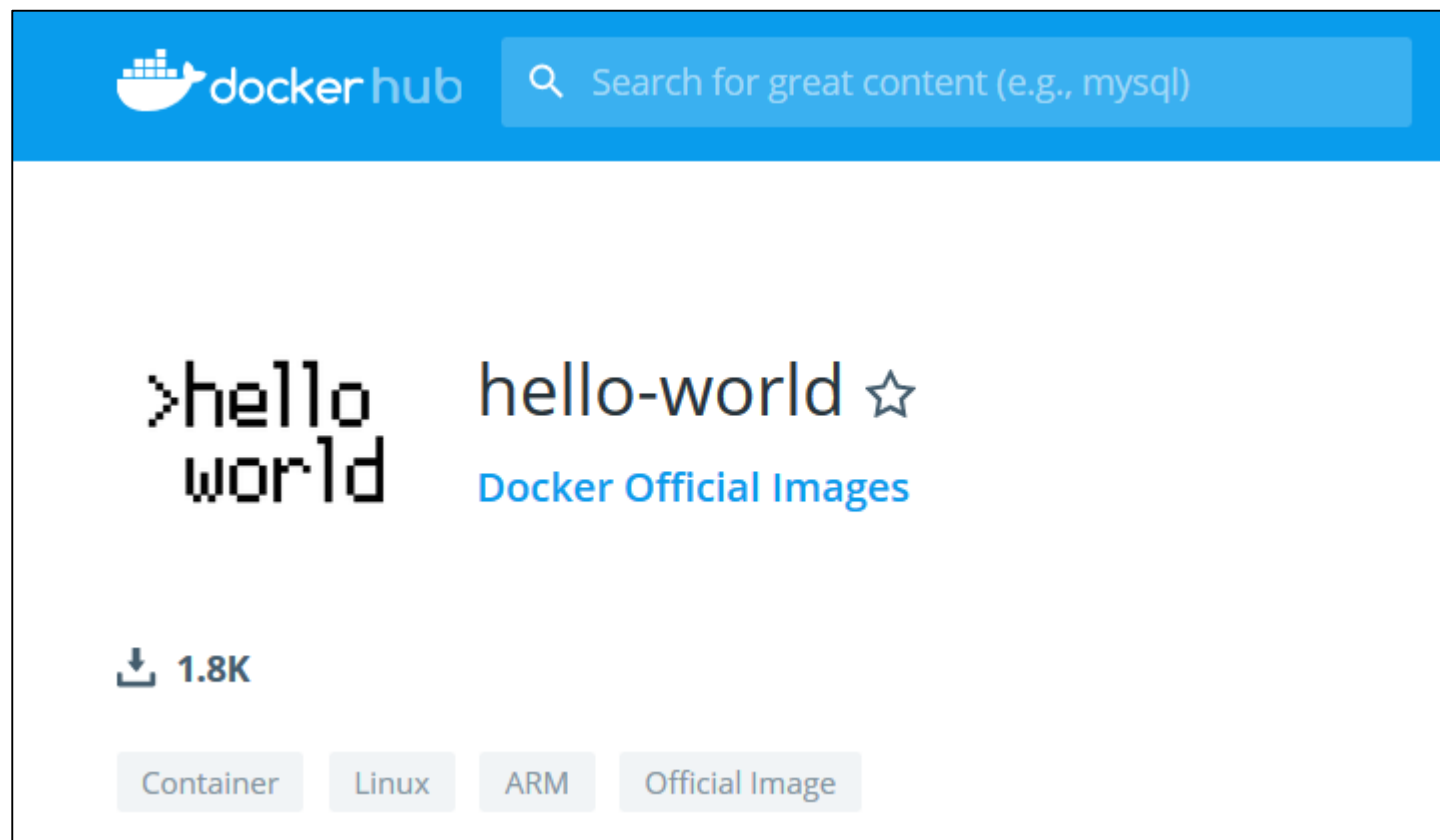 docker hub
Search for great content (e.g., mysql)
>hello
world
hello-world
Docker Official Images
1.8K
Container Linux ARM Official Image